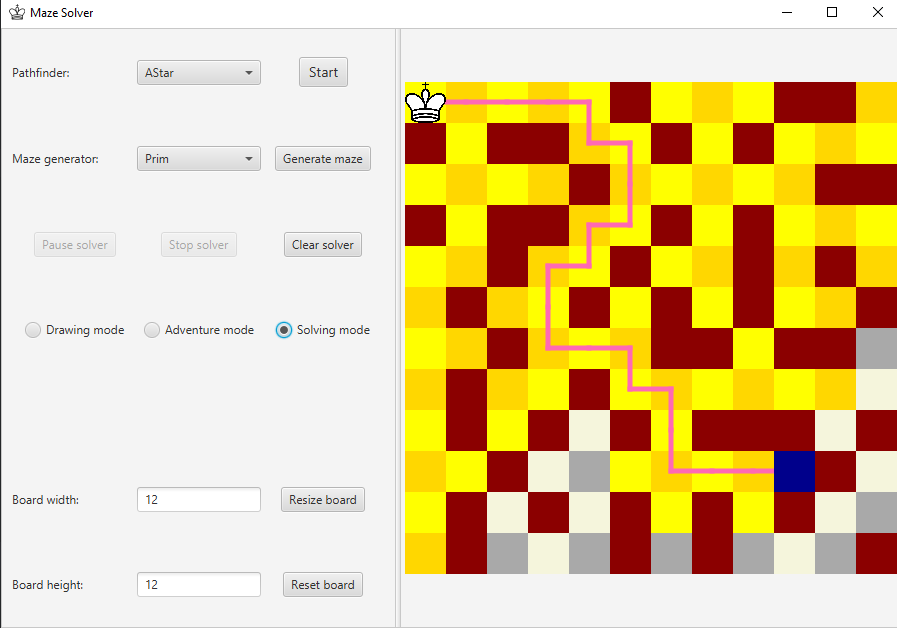 Maze Solver
Pathfinder: AStar Start
Maze generator: Prim Generate maze
Pause solver Stop solver Clear solver
Drawing mode Adventure mode Solving mode
Board width: 12 Resize board
Board height: 12 Reset board